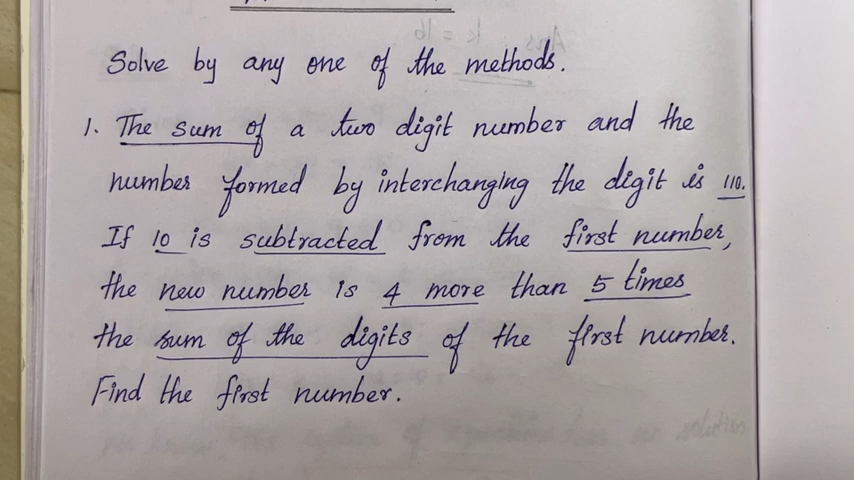 Solve by any one of the methods.
1. The sum of a two digit number and the
number formed by interchanging the digit is 110.
If 10 is subtracted from the first number,
the new number is 4 more than 5 times
the sum of the digits of the first number.
Find the first number.